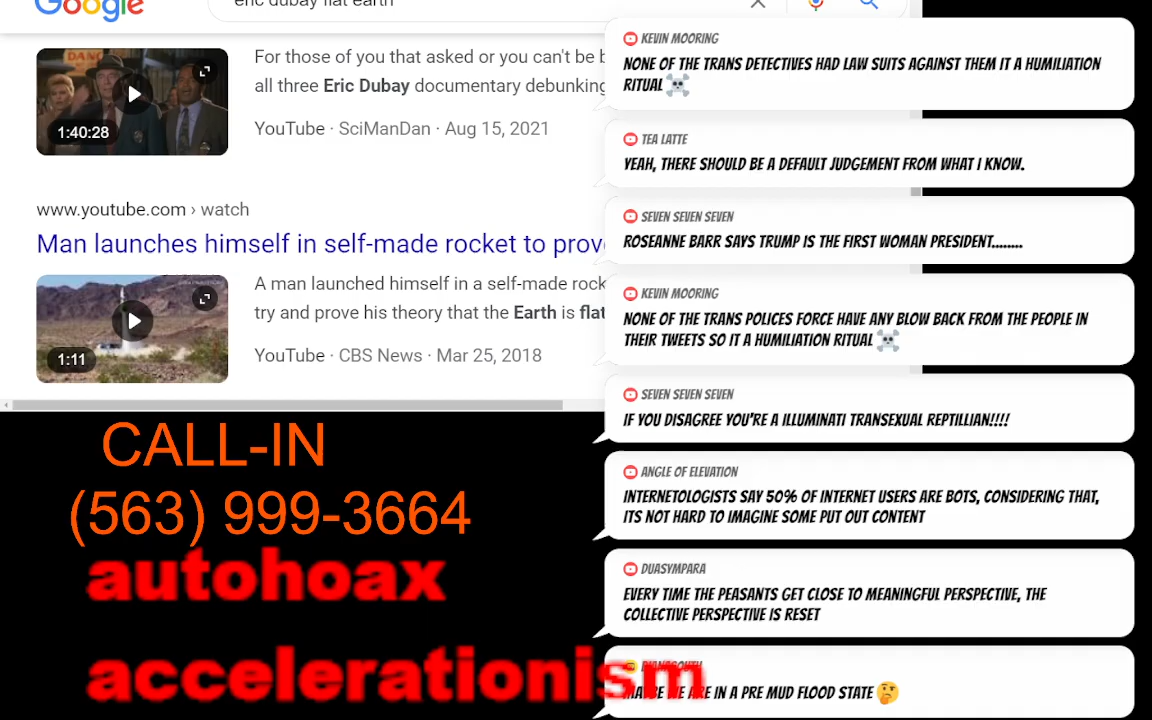 Google
eric dubay flat earth
For those of you that asked or you can't be b
all three Eric Dubay documentary debunking
1:40:28
YouTube · SciManDan · Aug 15, 2021
www.youtube.com › watch
Man launches himself in self-made rocket to prove
A man launched himself in a self-made rock
try and prove his theory that the Earth is flat
1:11
YouTube · CBS News · Mar 25, 2018
CALL-IN
(563) 999-3664
autohoax
accelerationism
KEVIN MOORING
NONE OF THE TRANS DETECTIVES HAD LAW SUITS AGAINST THEM IT A HUMILIATION
RITUAL ☠️
TEA LATTE
YEAH, THERE SHOULD BE A DEFAULT JUDGEMENT FROM WHAT I KNOW.
SEVEN SEVEN SEVEN
ROSEANNE BARR SAYS TRUMP IS THE FIRST WOMAN PRESIDENT........
KEVIN MOORING
NONE OF THE TRANS POLICES FORCE HAVE ANY BLOW BACK FROM THE PEOPLE IN
THEIR TWEETS SO IT A HUMILIATION RITUAL ☠️
SEVEN SEVEN SEVEN
IF YOU DISAGREE YOU'RE A ILLUMINATI TRANSEXUAL REPTILLIAN!!!!
ANGLE OF ELEVATION
INTERNETOLOGISTS SAY 50% OF INTERNET USERS ARE BOTS, CONSIDERING THAT,
ITS NOT HARD TO IMAGINE SOME PUT OUT CONTENT
DUASYMPARA
EVERY TIME THE PEASANTS GET CLOSE TO MEANINGFUL PERSPECTIVE, THE
COLLECTIVE PERSPECTIVE IS RESET
MAYBE WE ARE IN A PRE MUD FLOOD STATE 🤔